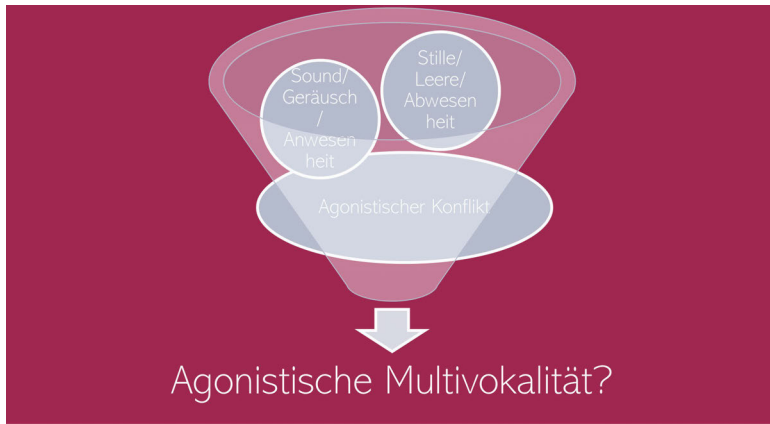 Sound/
Geräusch
/
Anwesen
heit
Stille/
Leere/
Abwesen
heit
Agonistischer Konflikt
Agonistische Multivokalität?